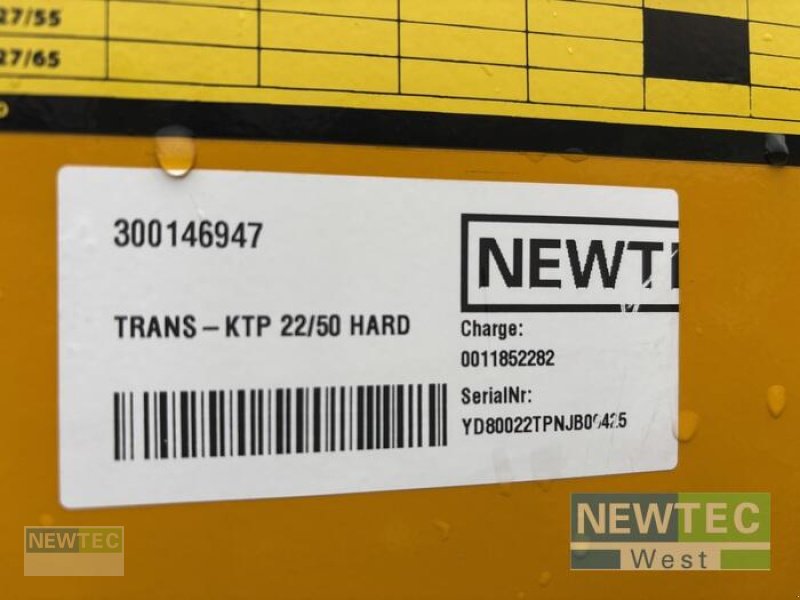 27/55
27/65
300146947
NEWT
TRANS – KTP 22/50 HARD
Charge:
0011852282
SerialNr:
NEWTEC
NEWTEC
West